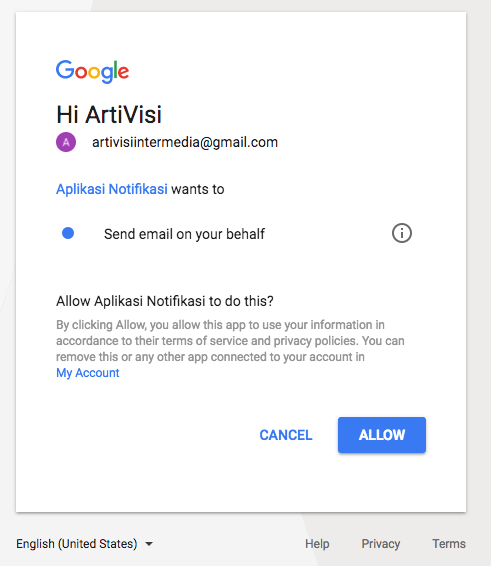 Google
Hi ArtiVisi
A artivisiintermedia@gmail.com
Aplikasi Notifikasi wants to
Send email on your behalf
Allow Aplikasi Notifikasi to do this?
By clicking Allow, you allow this app to use your information in
accordance to their terms of service and privacy policies. You can
remove this or any other app connected to your account in
My Account
CANCEL ALLOW
English (United States) Help Privacy Terms